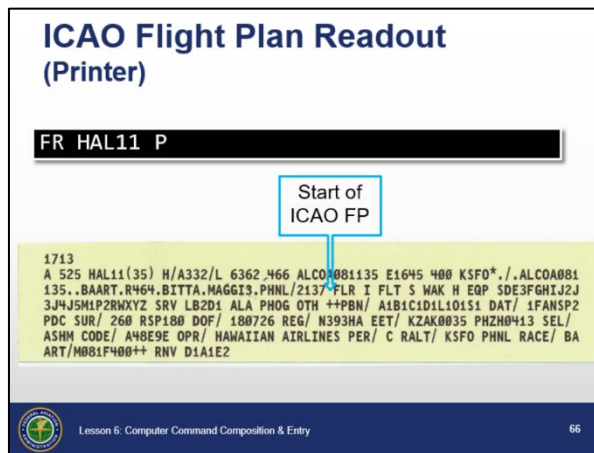 ICAO Flight Plan Readout
(Printer)
FR HAL11 P
Start of
ICAO FP
1713
A 525 HAL11(35) H/A332/L 6362 466 ALCOA081135 E1645 400 KSFO*./.ALCOA081
135..BAART.R464.BITTA.MAGGI3.PHNL/2137 FLR I FLT S WAK H EQP SDE3FGHIJ2J
3J4J5M1P2RWXYZ SRV LB2D1 ALA PHOG OTH ++PBN/ A1B1C1D1L1O1S1 DAT/ 1FANSP2
PDC SUR/ 260 RSP180 DOF/ 180726 REG/ N393HA EET/ KZAK0035 PHZH0413 SEL/
ASHM CODE/ A48E9E OPR/ HAWAIIAN AIRLINES PER/ C RALT/ KSFO PHNL RACE/ BA
ART/M081F400++ RNV D1A1E2
Lesson 6: Computer Command Composition & Entry
66